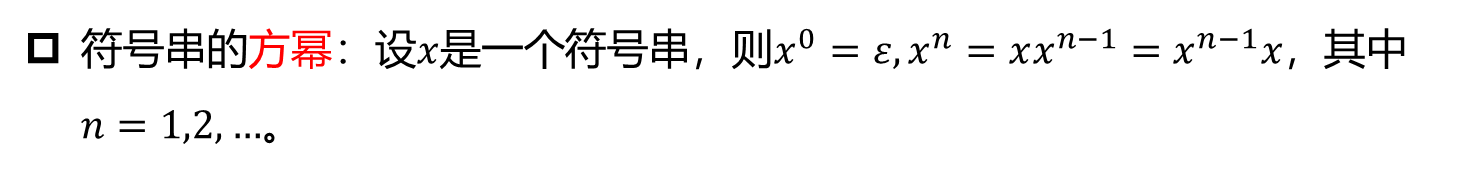 □ 符号串的方幂：设x是一个符号串，则x⁰ = ε, xⁿ = xxⁿ⁻¹ = xⁿ⁻¹x，其中
n = 1,2, …。